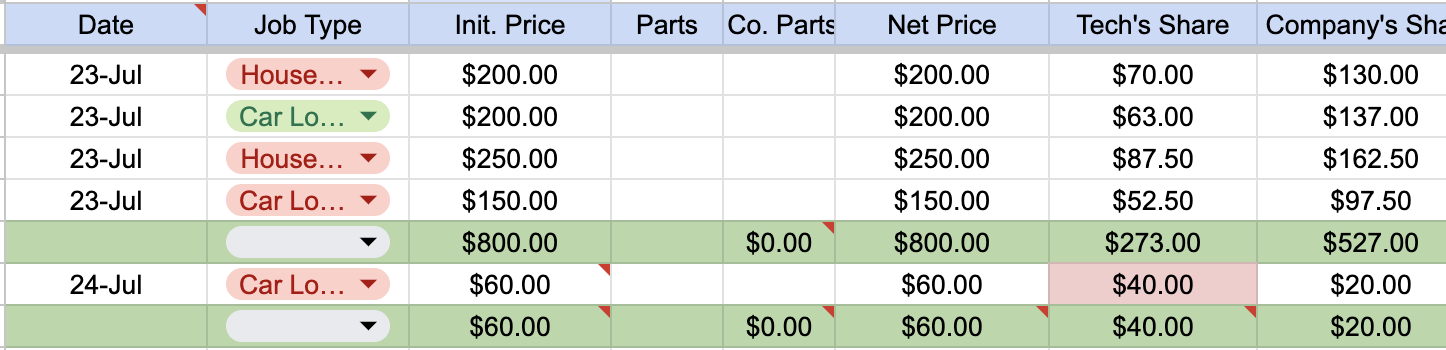 Date Job Type Init. Price Parts Co. Parts Net Price Tech's Share Company's Sha
23-Jul House... $200.00 $200.00 $70.00 $130.00
23-Jul Car Lo... $200.00 $200.00 $63.00 $137.00
23-Jul House... $250.00 $250.00 $87.50 $162.50
23-Jul Car Lo... $150.00 $150.00 $52.50 $97.50
$800.00 $0.00 $800.00 $273.00 $527.00
24-Jul Car Lo... $60.00 $60.00 $40.00 $20.00
$60.00 $0.00 $60.00 $40.00 $20.00